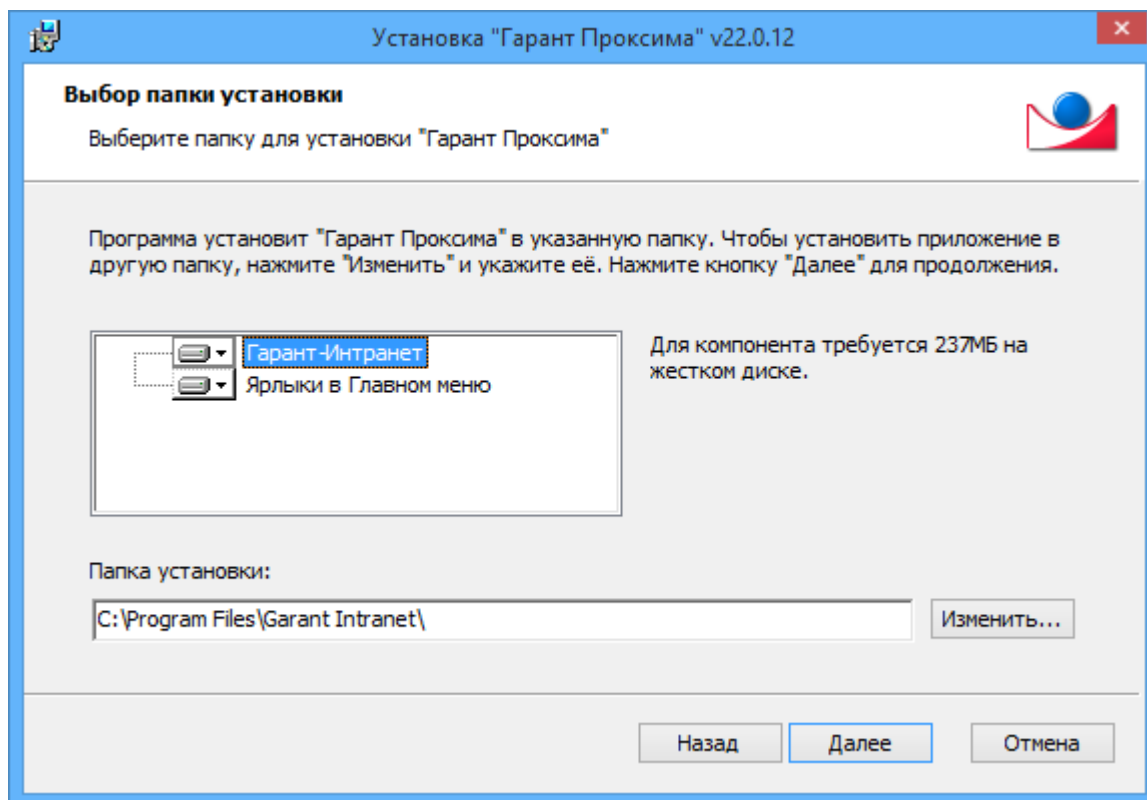 Установка "Гарант Проксима" v22.0.12
Выбор папки установки
Выберите папку для установки "Гарант Проксима"
Программа установит "Гарант Проксима" в указанную папку. Чтобы установить приложение в
другую папку, нажмите "Изменить" и укажите её. Нажмите кнопку "Далее" для продолжения.
Гарант-Интранет
Ярлыки в Главном меню
Для компонента требуется 237МБ на
жестком диске.
Папка установки:
C:\Program Files\Garant Intranet\
Изменить...
Назад
Далее
Отмена